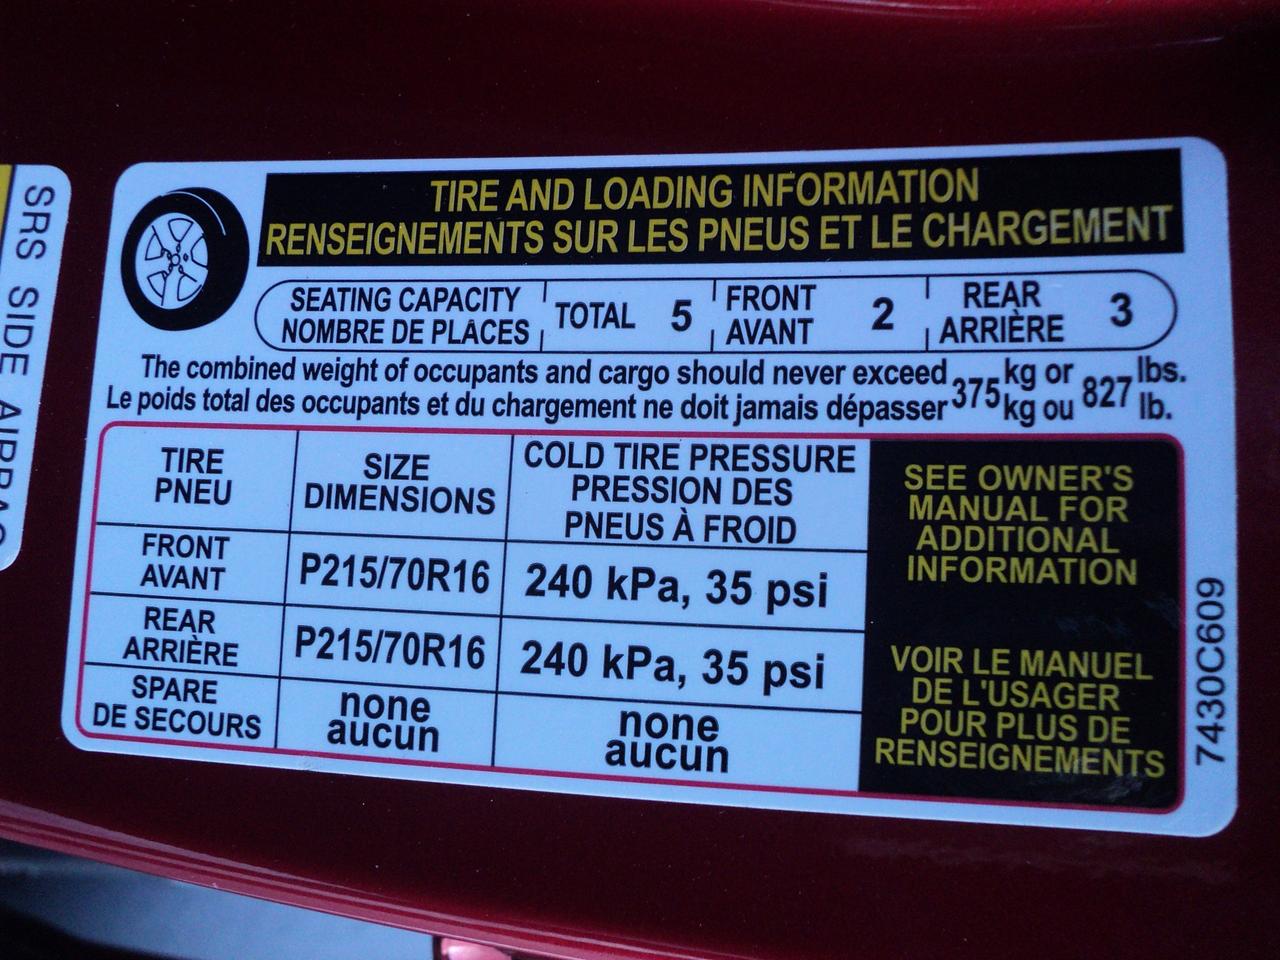 SRS SIDE AIRBAG
TIRE AND LOADING INFORMATION
RENSEIGNEMENTS SUR LES PNEUS ET LE CHARGEMENT
SEATING CAPACITY
NOMBRE DE PLACES
TOTAL 5
FRONT
AVANT
2
REAR
ARRIÈRE
3
The combined weight of occupants and cargo should never exceed 375 kg or 827 lbs.
Le poids total des occupants et du chargement ne doit jamais dépasser kg ou lb.
TIRE
PNEU
SIZE
DIMENSIONS
COLD TIRE PRESSURE
PRESSION DES
PNEUS À FROID
FRONT
AVANT
P215/70R16
240 kPa, 35 psi
REAR
ARRIÈRE
P215/70R16
240 kPa, 35 psi
SPARE
DE SECOURS
none
aucun
none
aucun
SEE OWNER'S
MANUAL FOR
ADDITIONAL
INFORMATION
VOIR LE MANUEL
DE L'USAGER
POUR PLUS DE
RENSEIGNEMENTS
7430C609